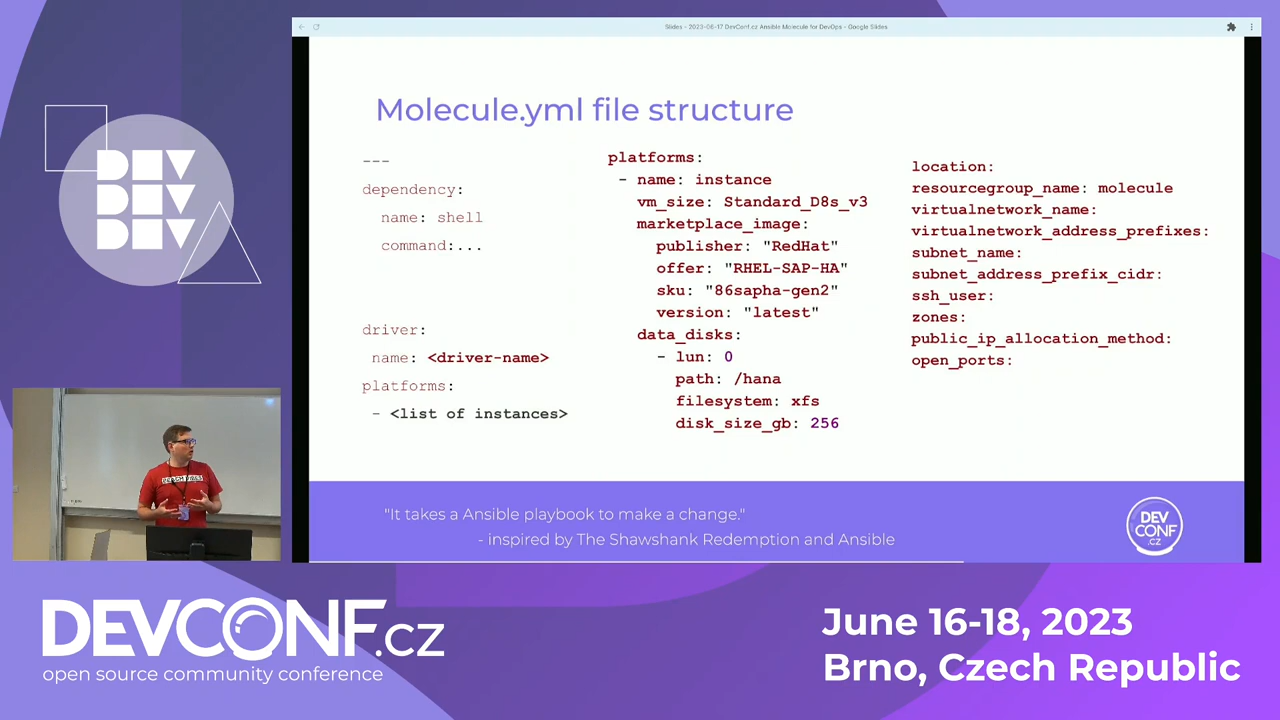 Slides - 2023-06-17 DevConf.cz Ansible Molecule for DevOps - Google Slides
DEV
DEV
DEV
Molecule.yml file structure
---
dependency:
name: shell
command:...
driver:
name: <driver-name>
platforms:
- <list of instances>
platforms:
- name: instance
vm_size: Standard_D8s_v3
marketplace_image:
publisher: "RedHat"
offer: "RHEL-SAP-HA"
sku: "86sapha-gen2"
version: "latest"
data_disks:
- lun: 0
path: /hana
filesystem: xfs
disk_size_gb: 256
location:
resourcegroup_name: molecule
virtualnetwork_name:
virtualnetwork_address_prefixes:
subnet_name:
subnet_address_prefix_cidr:
ssh_user:
zones:
public_ip_allocation_method:
open_ports:
"It takes a Ansible playbook to make a change."
- inspired by The Shawshank Redemption and Ansible
DEV
CONF
.CZ
DEVCONF.cz
open source community conference
June 16-18, 2023
Brno, Czech Republic